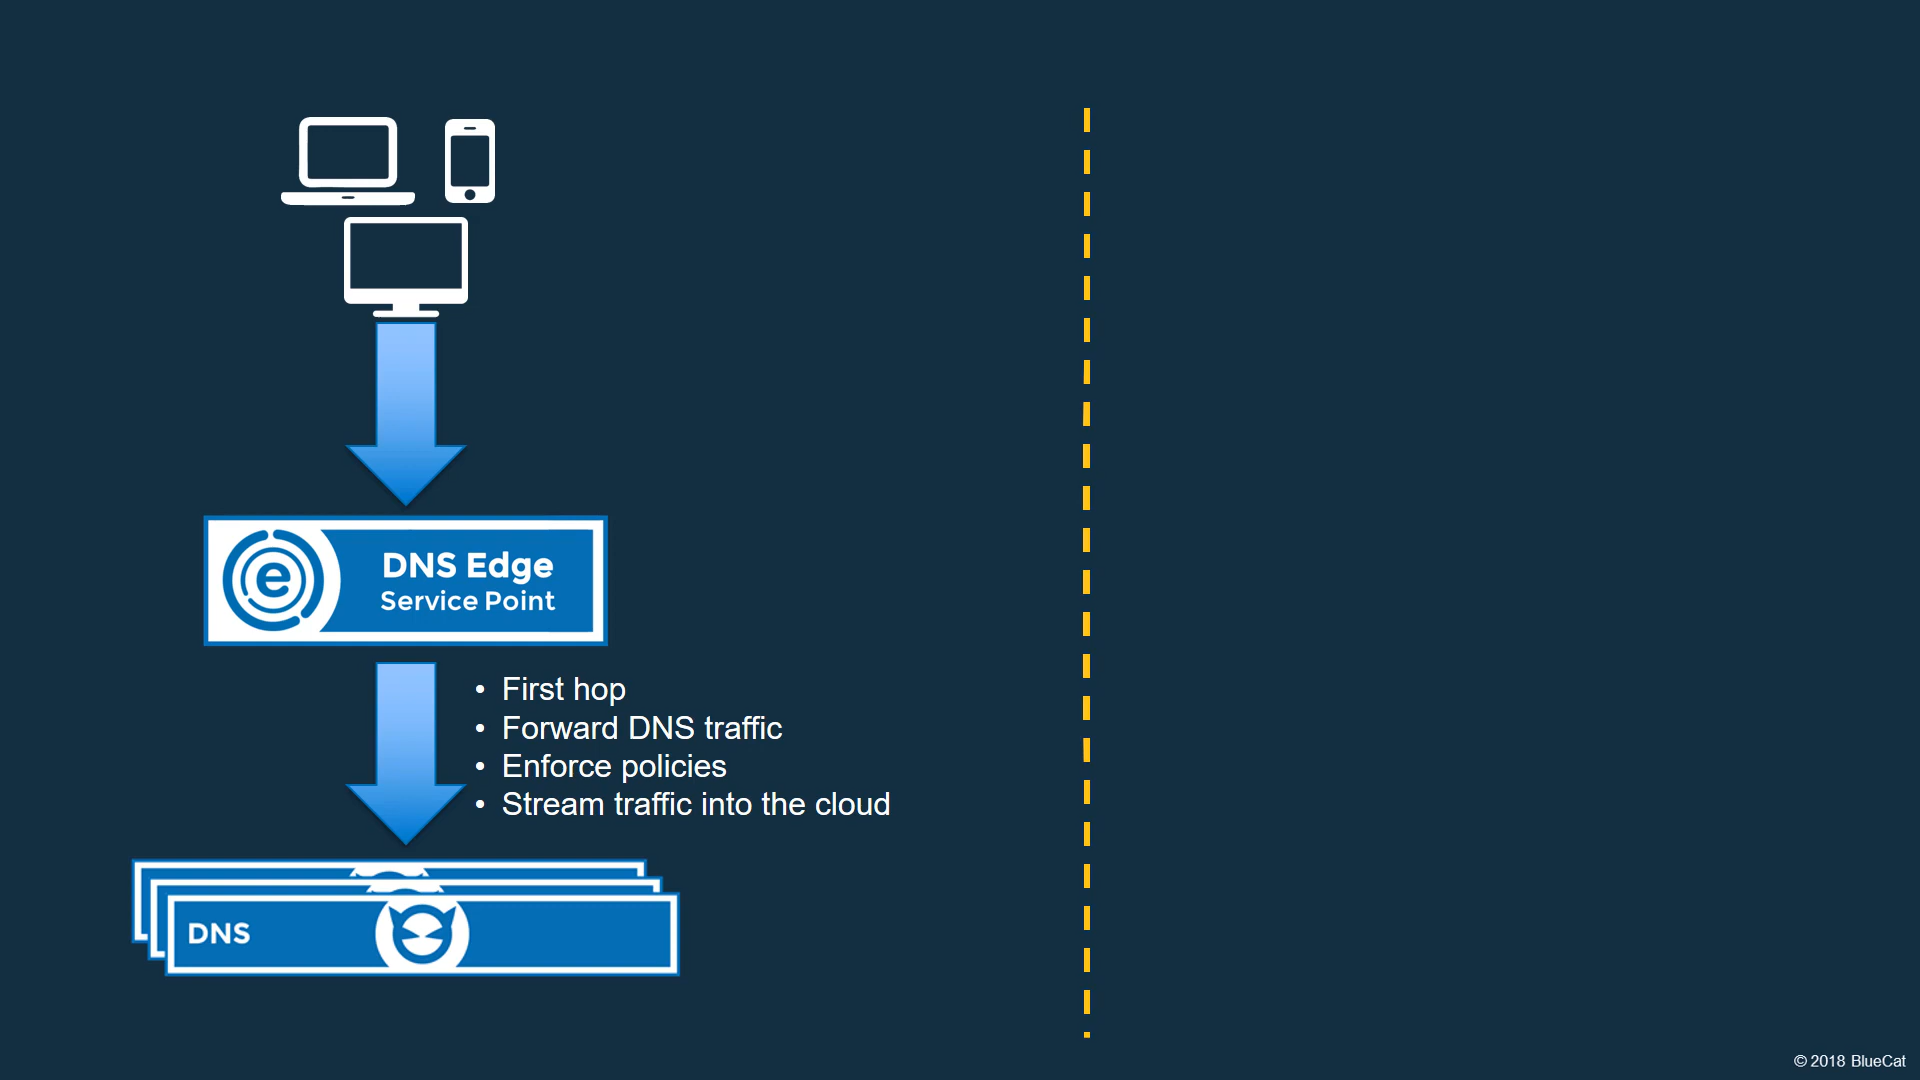 DNS Edge
Service Point
• First hop
• Forward DNS traffic
• Enforce policies
• Stream traffic into the cloud
DNS
© 2018 BlueCat